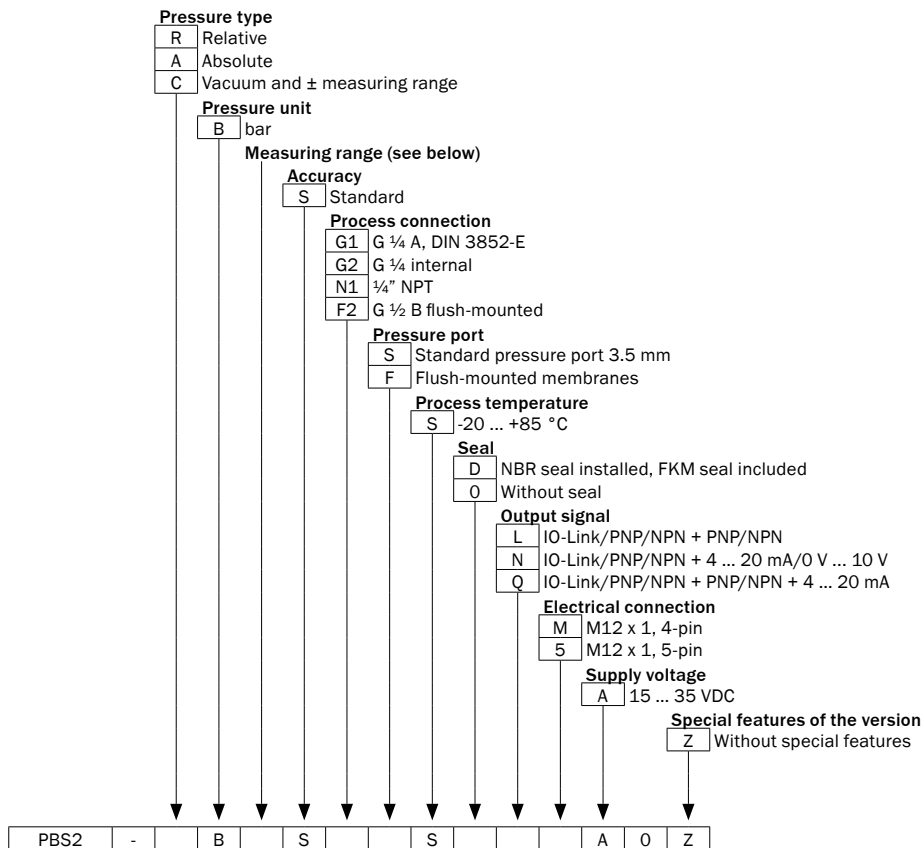 Pressure type
R Relative
A Absolute
C Vacuum and ± measuring range
Pressure unit
B bar
Measuring range (see below)
Accuracy
S Standard
Process connection
G1 G ¼ A, DIN 3852-E
G2 G ¼ internal
N1 ¼” NPT
F2 G ½ B flush-mounted
Pressure port
S Standard pressure port 3.5 mm
F Flush-mounted membranes
Process temperature
S -20 ... +85 °C
Seal
D NBR seal installed, FKM seal included
0 Without seal
Output signal
L IO-Link/PNP/NPN + PNP/NPN
N IO-Link/PNP/NPN + 4 ... 20 mA/0 V ... 10 V
Q IO-Link/PNP/NPN + PNP/NPN + 4 ... 20 mA
Electrical connection
M M12 x 1, 4-pin
5 M12 x 1, 5-pin
Supply voltage
A 15 ... 35 VDC
Special features of the version
Z Without special features
PBS2 - B S S A 0 Z